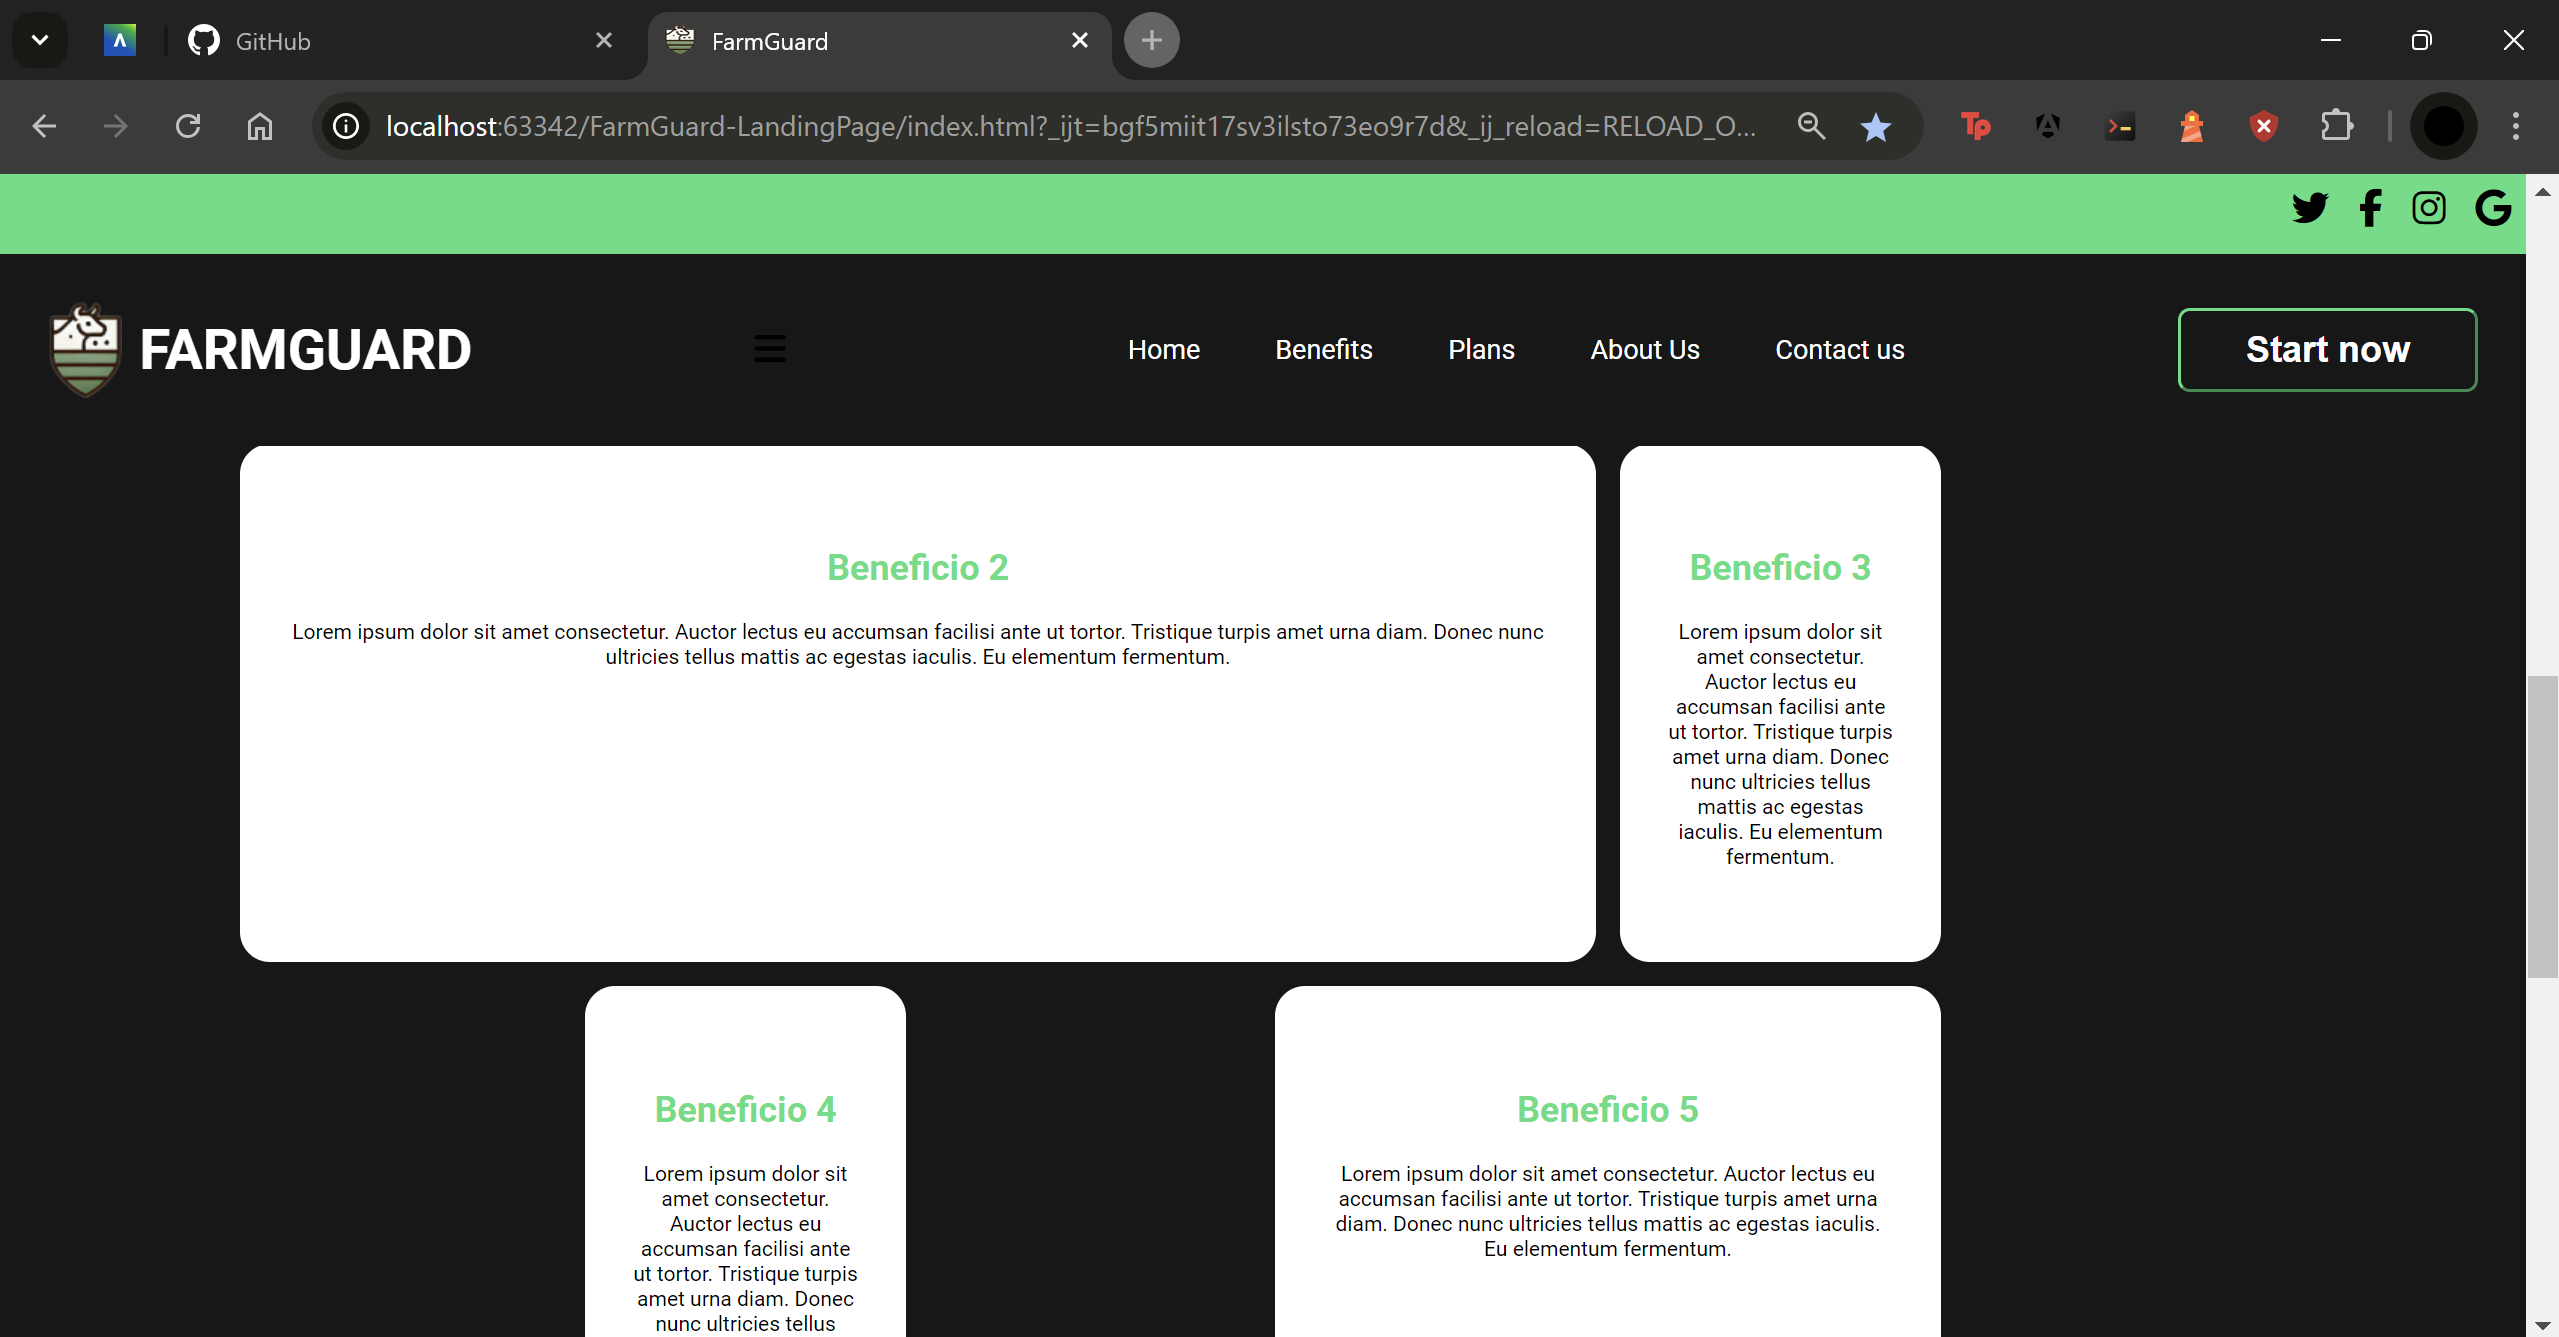 GitHub
FarmGuard
localhost:63342/FarmGuard-LandingPage/index.html?_ijt=bgf5miit17sv3ilsto73eo9r7d&_ij_reload=RELOAD_O...
FARMGUARD
Home
Benefits
Plans
About Us
Contact us
Start now
Beneficio 2
Lorem ipsum dolor sit amet consectetur. Auctor lectus eu accumsan facilisi ante ut tortor. Tristique turpis amet urna diam. Donec nunc
ultricies tellus mattis ac egestas iaculis. Eu elementum fermentum.
Beneficio 3
Lorem ipsum dolor sit
amet consectetur.
Auctor lectus eu
accumsan facilisi ante
ut tortor. Tristique turpis
amet urna diam. Donec
nunc ultricies tellus
mattis ac egestas
iaculis. Eu elementum
fermentum.
Beneficio 4
Lorem ipsum dolor sit
amet consectetur.
Auctor lectus eu
accumsan facilisi ante
ut tortor. Tristique turpis
amet urna diam. Donec
nunc ultricies tellus
Beneficio 5
Lorem ipsum dolor sit amet consectetur. Auctor lectus eu
accumsan facilisi ante ut tortor. Tristique turpis amet urna
diam. Donec nunc ultricies tellus mattis ac egestas iaculis.
Eu elementum fermentum.